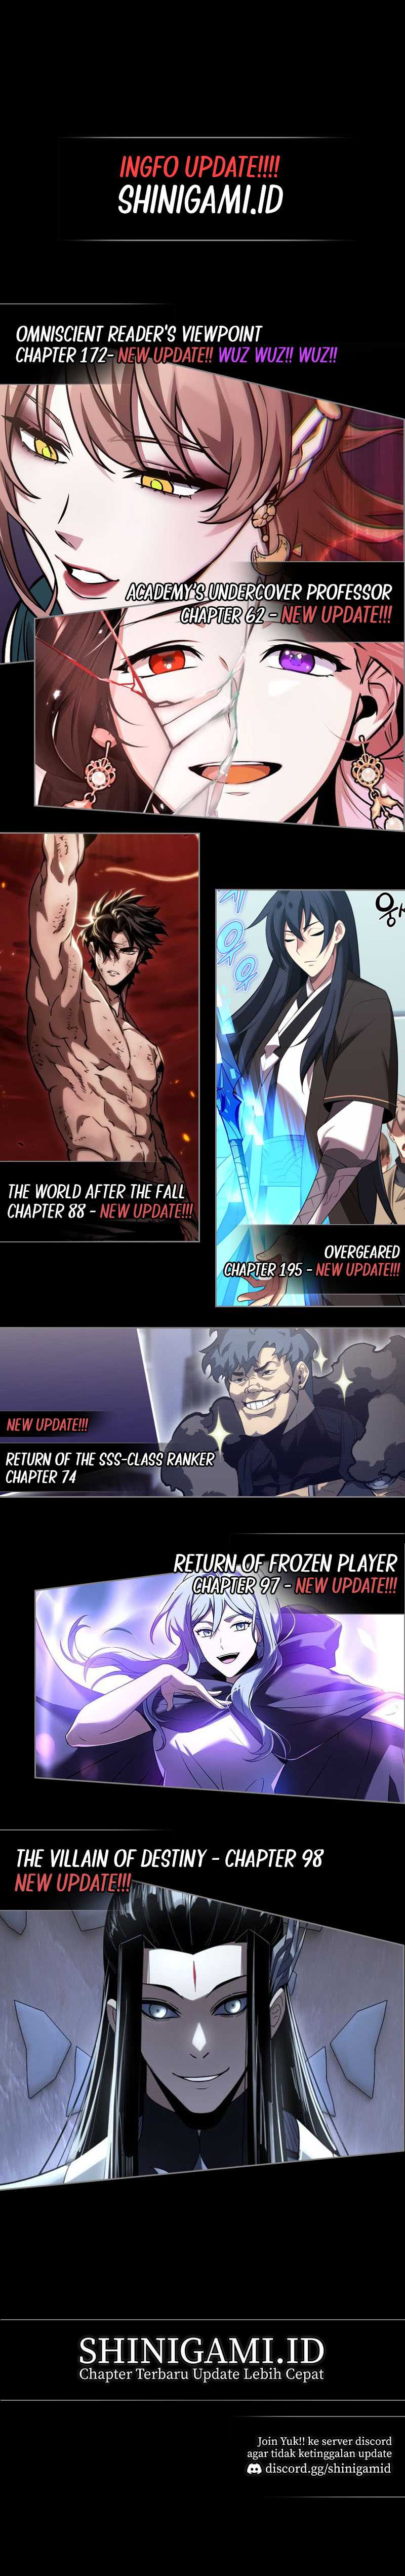 INGFO UPDATE!!!!
SHINIGAMI.ID
OMNISCIENT READER'S VIEWPOINT
CHAPTER 172- NEW UPDATE!! WUZ WUZ!! WUZ!!
ACADEMY'S UNDERCOVER PROFESSOR
CHAPTER 62 - NEW UPDATE!!!
THE WORLD AFTER THE FALL
CHAPTER 88 - NEW UPDATE!!!
OVERGEARED
CHAPTER 195 - NEW UPDATE!!!
NEW UPDATE!!!
RETURN OF THE SSS-CLASS RANKER
CHAPTER 74
RETURN OF FROZEN PLAYER
CHAPTER 97 - NEW UPDATE!!!
THE VILLAIN OF DESTINY - CHAPTER 98
NEW UPDATE!!!
SHINIGAMI.ID
Chapter Terbaru Update Lebih Cepat
Join Yuk!! ke server discord
agar tidak ketinggalan update
discord.gg/shinigamid